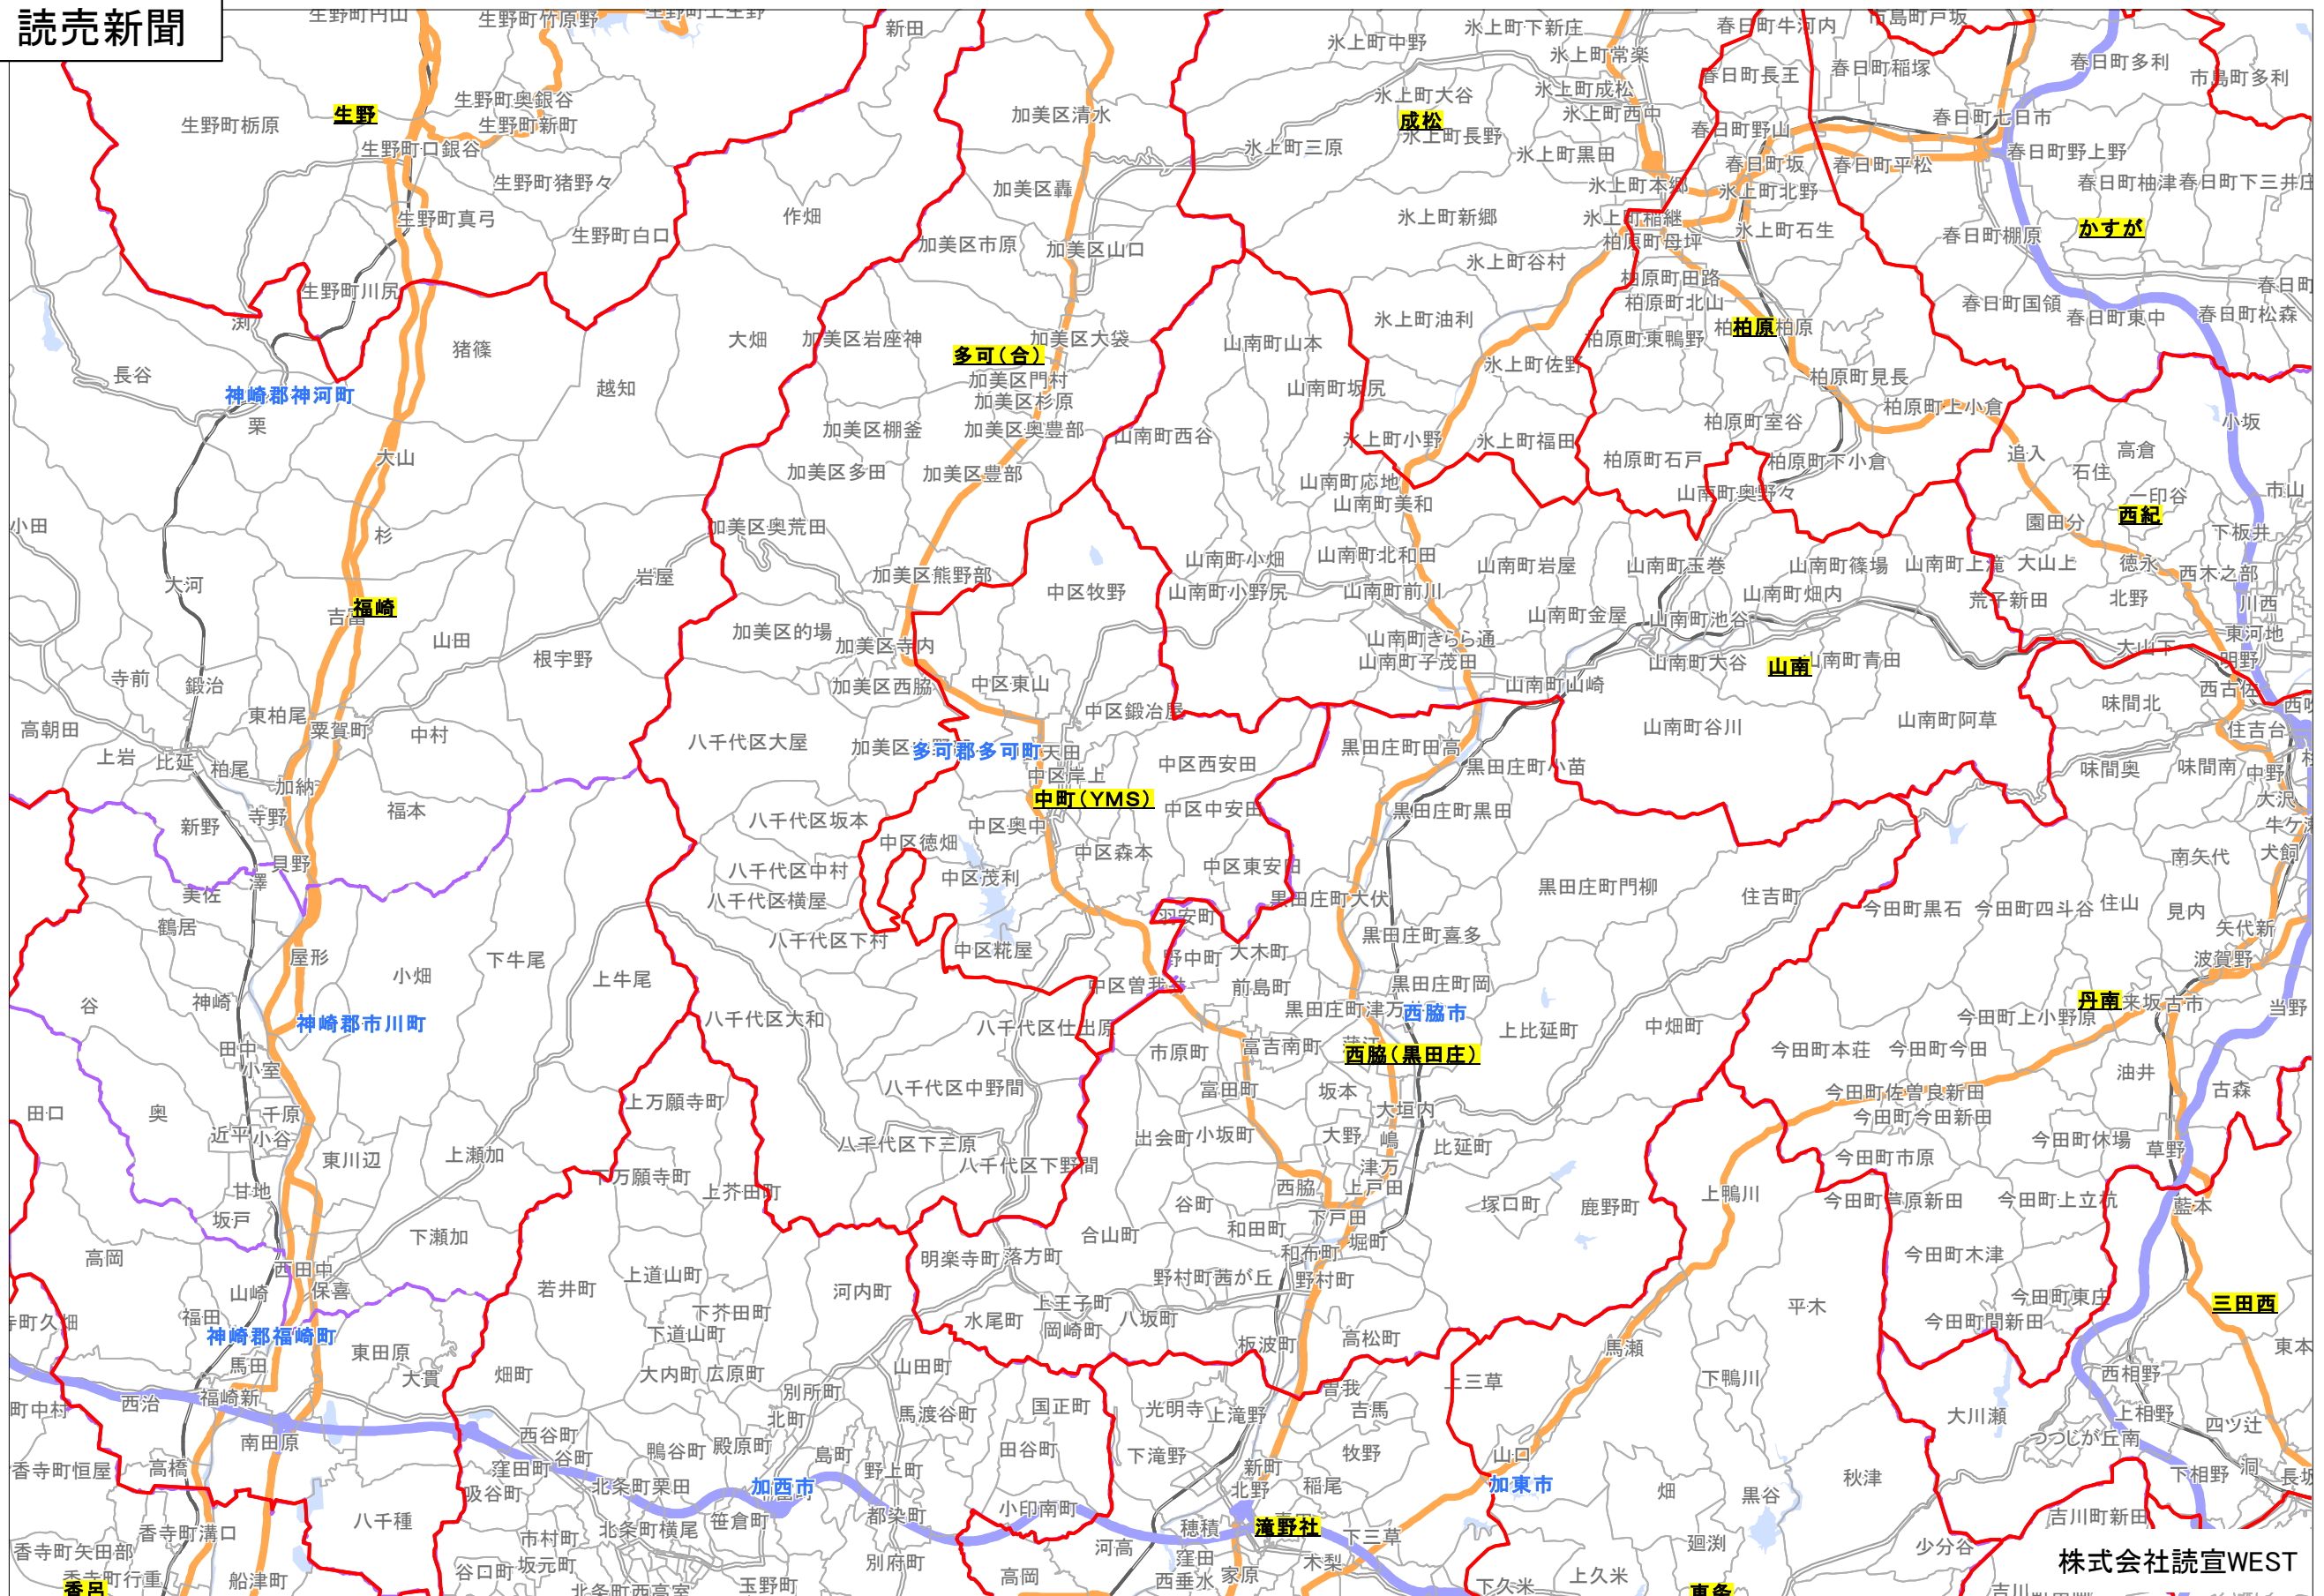 読売新聞
生野町竹原野
新田
氷上町中野
氷上町下新庄
氷上町常楽
春日町牛河内
春日町長王
春日町稲塚
春日町多利
市島町多利
生野町栃原
生野
生野町奥銀谷
生野町新町
生野町口銀谷
生野町猪野々
生野町真弓
生野町白口
生野町川尻
作畑
加美区清水
加美区轟
加美区市原
加美区山口
氷上町大谷
成松
氷上町長野
氷上町三原
氷上町成松
氷上町西中
氷上町黒田
氷上町本郷
氷上町新郷
氷上町稲継
氷上町北野
氷上町石生
春日町野山
春日町坂
春日町平松
春日町七日市
春日町野上野
春日町柚津
春日町下三井庄
かすが
春日町棚原
春日町国領
春日町東中
春日町松森
柏原町母坪
柏原町田路
柏原町北山
柏原町東鴨野
柏原
柏原町見長
柏原町上小倉
柏原町室谷
柏原町石戸
柏原町下小倉
氷上町谷村
氷上町油利
氷上町佐野
氷上町小野
氷上町福田
渕
長谷
神崎郡神河町
栗
猪篠
越知
大畑
大山
杉
小田
大河
福崎
山田
岩屋
根宇野
寺前
鍛冶
東柏尾
粟賀町
中村
高朝田
上岩
比延
柏尾
加納
寺野
新野
福本
貝野
澤
美佐
鶴居
加美区岩座神
多可(合)
加美区大袋
加美区門村
加美区杉原
加美区棚釜
加美区奥豊部
加美区多田
加美区豊部
加美区奥荒田
加美区熊野部
加美区的場
加美区寺内
加美区西脇
山南町山本
山南町坂尻
山南町西谷
山南町応地
山南町美和
山南町奥野々
山南町小畑
山南町小野尻
山南町北和田
山南町前川
山南町岩屋
山南町玉巻
山南町篠場
山南町上滝
山南町畑内
山南町金屋
山南町池谷
山南町きらら通
山南町子茂田
山南町大谷
山南
山南町青田
山南町山崎
山南町谷川
山南町阿草
追入
高倉
石住
小坂
一印谷
市山
西紀
園田分
下板井
大山上
徳永
西木之部
荒子新田
北野
川西
東河地
大山下
明野
西古佐
味間北
住吉台
味間奥
味間南
中野
大沢
犬飼
南矢代
中区牧野
中区東山
中区鍛冶屋
八千代区大屋
多可郡多可町
天田
中区岸上
中町(YMS)
中区西安田
中区中安田
中区奥中
中区徳畑
中区森本
中区茂利
中区東安田
中区糀屋
中区曽我井
八千代区坂本
八千代区中村
八千代区横屋
八千代区下村
八千代区大和
八千代区仕出原
八千代区中野間
八千代区下三原
八千代区下野間
黒田庄町田高
黒田庄町小苗
黒田庄町黒田
黒田庄町門柳
黒田庄町大伏
黒田庄町喜多
黒田庄町岡
黒田庄町津万井
西脇市
西脇(黒田庄)
住吉町
羽安町
野中町
大木町
前島町
上比延町
中畑町
市原町
富吉南町
富田町
坂本
大垣内
出会町
小坂町
大野
嶋
比延町
津万
西脇
上戸田
谷町
和田町
下戸田
堀町
和布町
合山町
塚口町
鹿野町
明楽寺町
落方町
野村町茜が丘
野村町
上王子町
水尾町
岡崎町
八坂町
板波町
高松町
今田町黒石
今田町四斗谷
住山
見内
矢代新
波賀野
丹南
来坂
古市
当野
今田町上小野原
今田町本荘
今田町今田
今田町佐曽良新田
今田町今田新田
油井
古森
今田町休場
草野
今田町市原
今田町芦原新田
今田町上立杭
藍本
今田町木津
今田町東庄
今田町間新田
三田西
東本
屋形
小畑
下牛尾
上牛尾
谷
神崎
神崎郡市川町
田中
小室
田口
奥
千原
近平
小谷
東川辺
上瀬加
甘地
坂戸
下瀬加
高岡
西田中
保喜
山崎
福田
神崎郡福崎町
馬田
東田原
大貫
福崎新
西治
南田原
高橋
香寺町恒屋
八千種
香寺町溝口
香寺町矢田部
香寺町行重
香呂
船津町
上万願寺町
下万願寺町
上芥田町
若井町
上道山町
下芥田町
下道山町
河内町
畑町
大内町
広原町
別所町
北町
山田町
馬渡谷町
国正町
西谷町
谷町
鴨谷町
殿原町
島町
窪田町
吸谷町
北条町栗田
加西市
野上町
田谷町
小印南町
市村町
北条町横尾
笹倉町
都染町
坂元町
谷口町
北条町西高室
玉野町
別府町
高岡
光明寺
上滝野
下滝野
曽我
吉馬
牧野
新町
北野
稲尾
穂積
滝野社
河高
窪田
西垂水
家原
木梨
下三草
上三草
山口
加東市
馬瀬
上鴨川
下鴨川
平木
畑
黒谷
秋津
廻渕
少分谷
下久米
上久米
東条
大川瀬
西相野
上相野
四ツ辻
つつじが丘南
下相野
洞
吉川町新田
株式会社読宣WEST